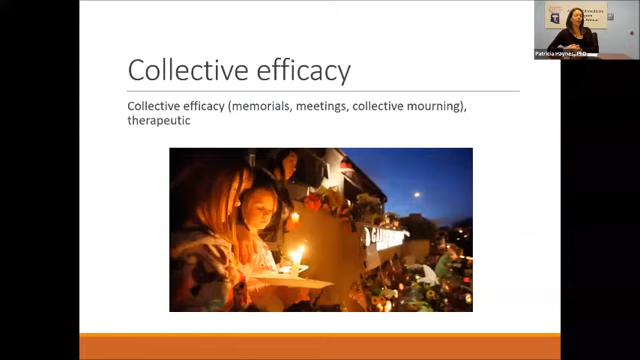 Collective efficacy
Collective efficacy (memorials, meetings, collective mourning),
therapeutic
Patricia Haynes, PhD